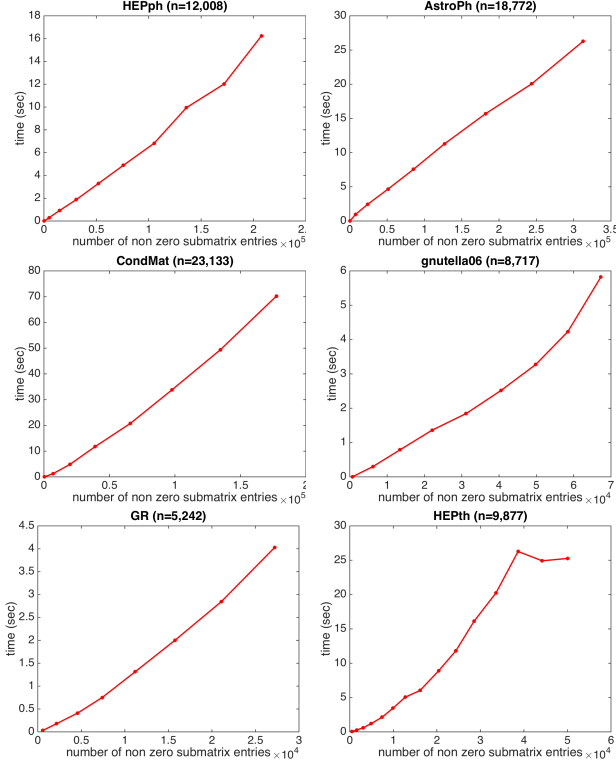 HEPph (n=12,008)
18
16
14
12
10
8
6
4
2
0
time (sec)
0 0.5 1 1.5 2 2.5
number of non zero submatrix entries ×10^5
AstroPh (n=18,772)
30
25
20
15
10
5
0
time (sec)
0 0.5 1 1.5 2 2.5 3 3.5
number of non zero submatrix entries ×10^5
CondMat (n=23,133)
80
70
60
50
40
30
20
10
0
time (sec)
0 0.5 1 1.5 2
number of non zero submatrix entries ×10^5
gnutella06 (n=8,717)
6
5
4
3
2
1
0
time (sec)
0 1 2 3 4 5 6 7
number of non zero submatrix entries ×10^4
GR (n=5,242)
4.5
4
3.5
3
2.5
2
1.5
1
0.5
0
time (sec)
0 0.5 1 1.5 2 2.5 3
number of non zero submatrix entries ×10^4
HEPth (n=9,877)
30
25
20
15
10
5
0
time (sec)
0 1 2 3 4 5 6
number of non zero submatrix entries ×10^4